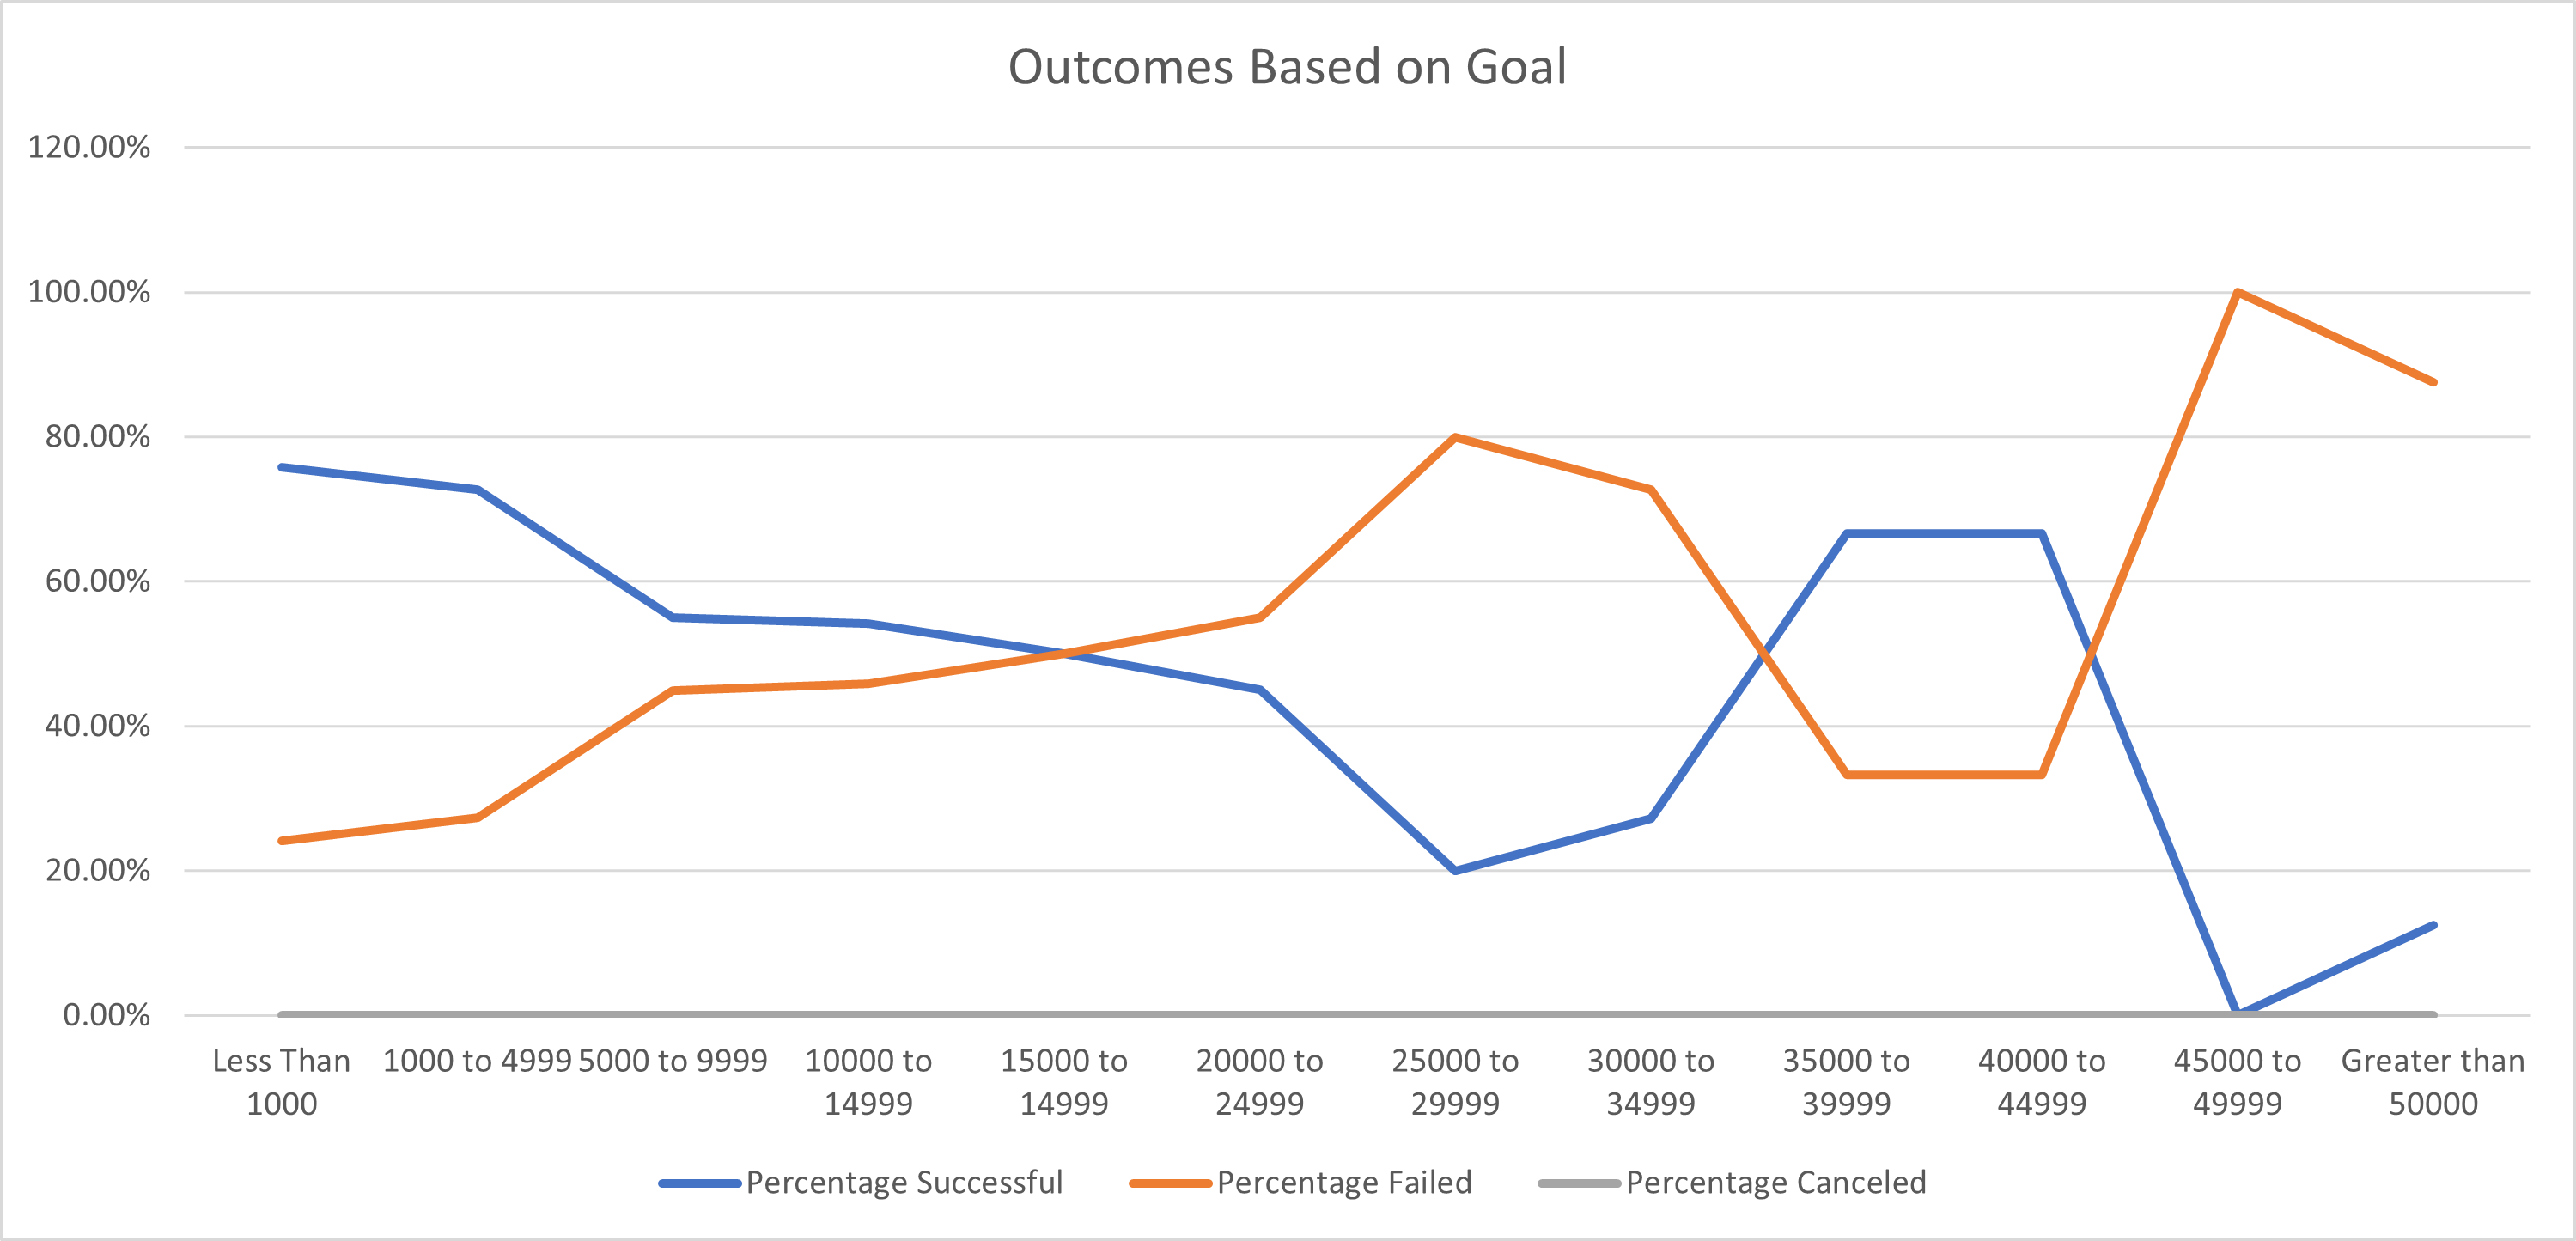 Outcomes Based on Goal
120.00%
100.00%
80.00%
60.00%
40.00%
20.00%
0.00%
Less Than
1000
1000 to 4999
5000 to 9999
10000 to
14999
15000 to
14999
20000 to
24999
25000 to
29999
30000 to
34999
35000 to
39999
40000 to
44999
45000 to
49999
Greater than
50000
Percentage Successful
Percentage Failed
Percentage Canceled